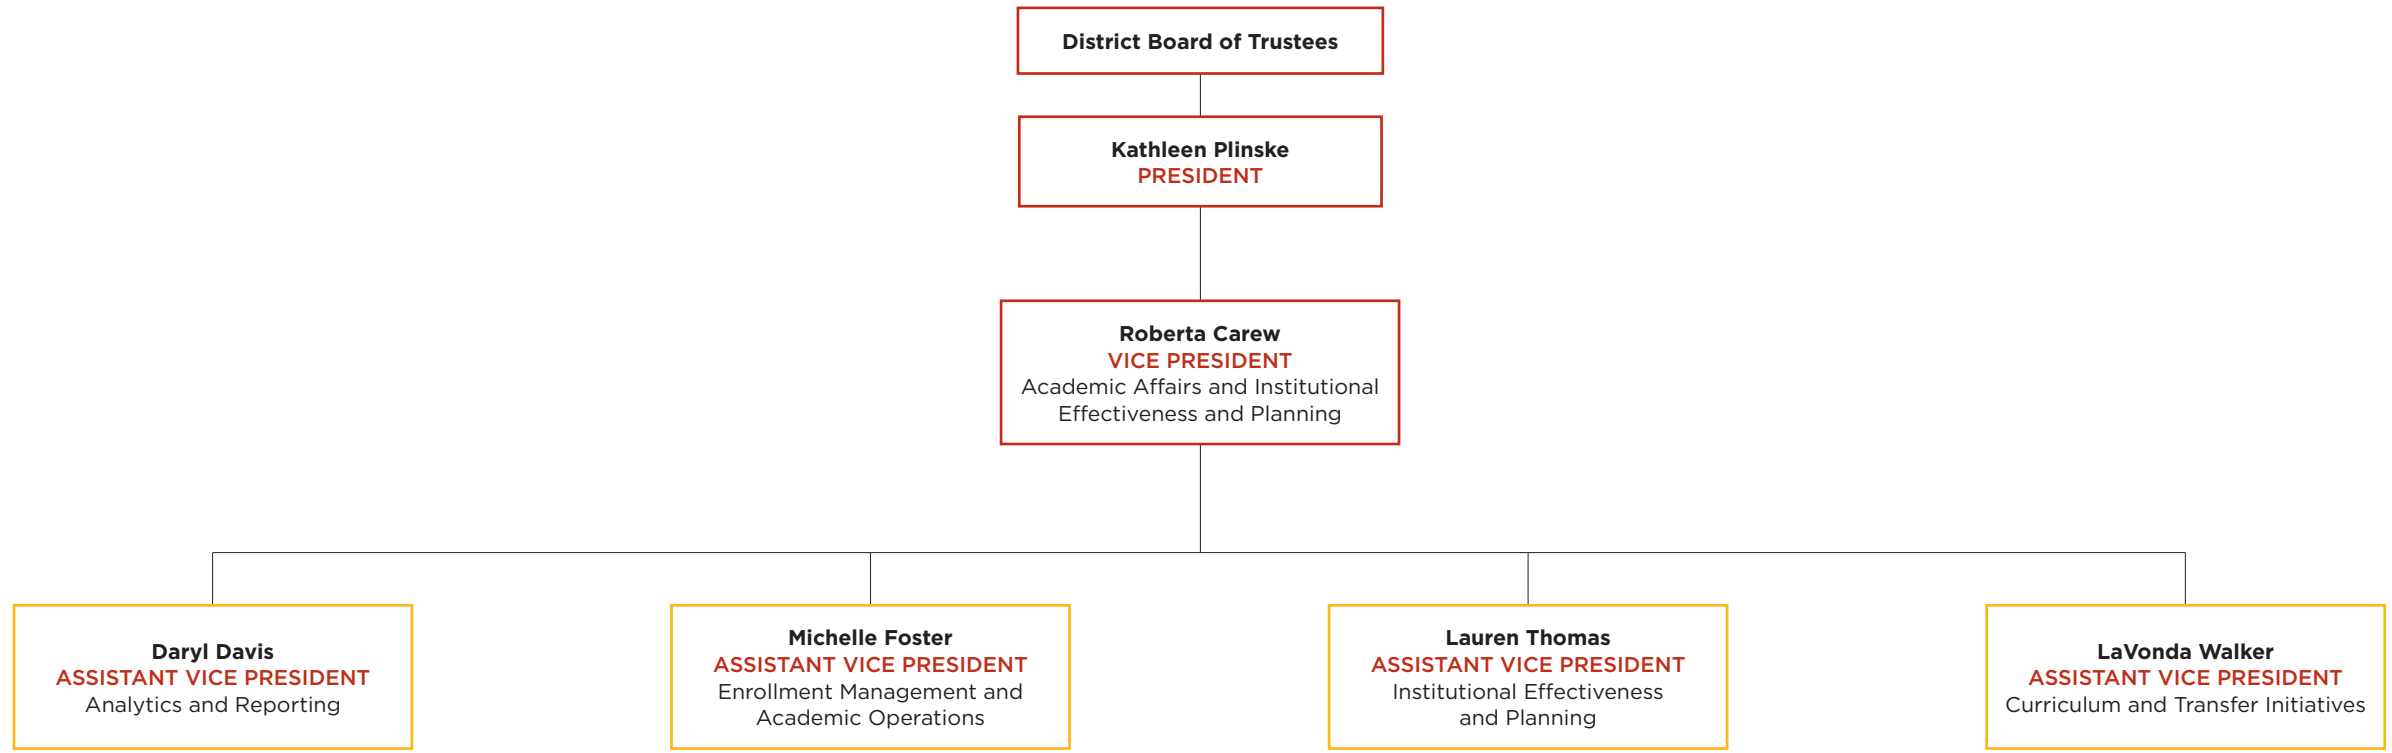 District Board of Trustees
Kathleen Plinske
PRESIDENT
Roberta Carew
VICE PRESIDENT
Academic Affairs and Institutional
Effectiveness and Planning
Daryl Davis
ASSISTANT VICE PRESIDENT
Analytics and Reporting
Michelle Foster
ASSISTANT VICE PRESIDENT
Enrollment Management and
Academic Operations
Lauren Thomas
ASSISTANT VICE PRESIDENT
Institutional Effectiveness
and Planning
LaVonda Walker
ASSISTANT VICE PRESIDENT
Curriculum and Transfer Initiatives